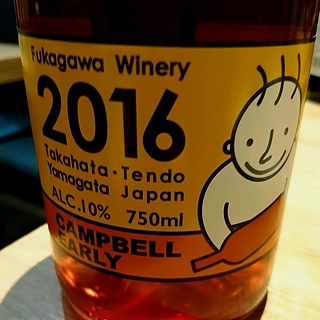 Fukagawa Winery
2016
Takahata・Tendo
Yamagata Japan
ALC.10% 750ml
CAMPBELL
EARLY